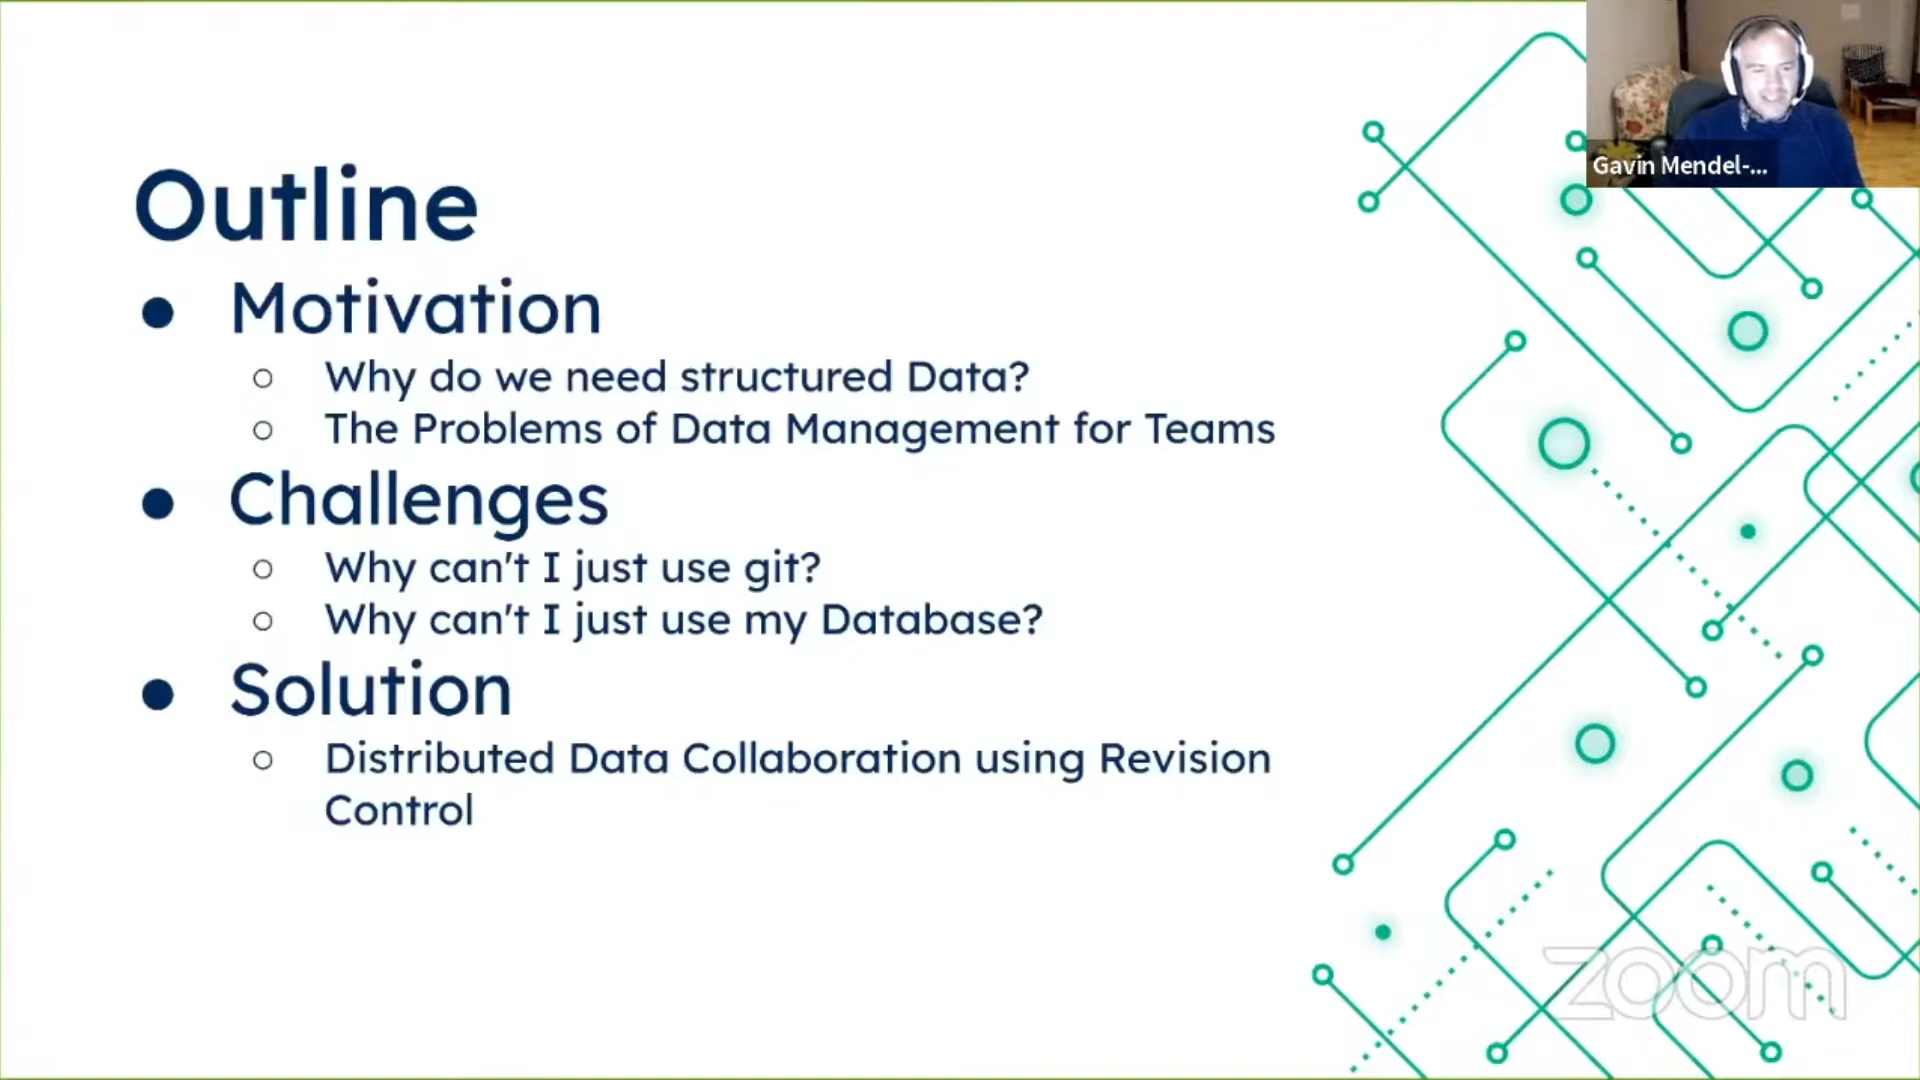 Outline
● Motivation
○ Why do we need structured Data?
○ The Problems of Data Management for Teams
● Challenges
○ Why can't I just use git?
○ Why can't I just use my Database?
● Solution
○ Distributed Data Collaboration using Revision
Control
Gavin Mendel-...
zoom